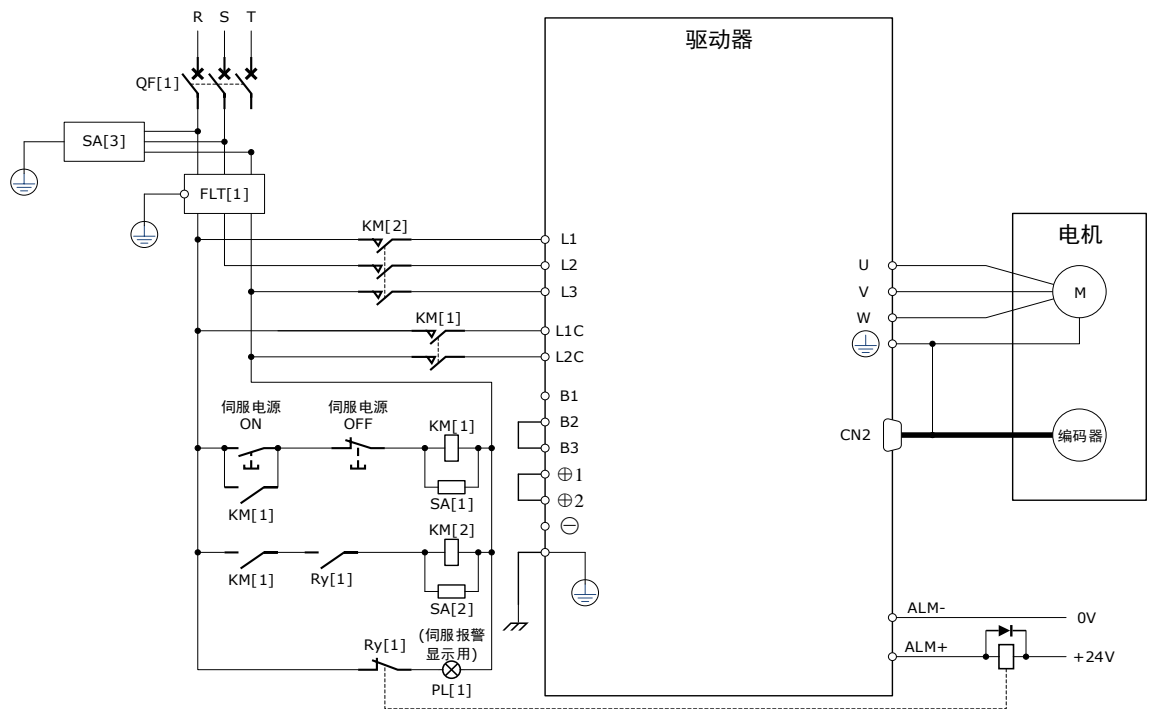 R S T
驱动器
QF[1]
SA[3]
FLT[1]
KM[2]
L1
L2
L3
KM[1]
L1C
L2C
B1
B2
B3
⊕1
⊕2
⊖
伺服电源
ON
伺服电源
OFF
KM[1]
SA[1]
KM[1]
KM[2]
KM[1]
Ry[1]
SA[2]
Ry[1]
(伺服报警
显示用)
PL[1]
电机
U
V
W
M
CN2
编码器
ALM-
0V
ALM+
+24V